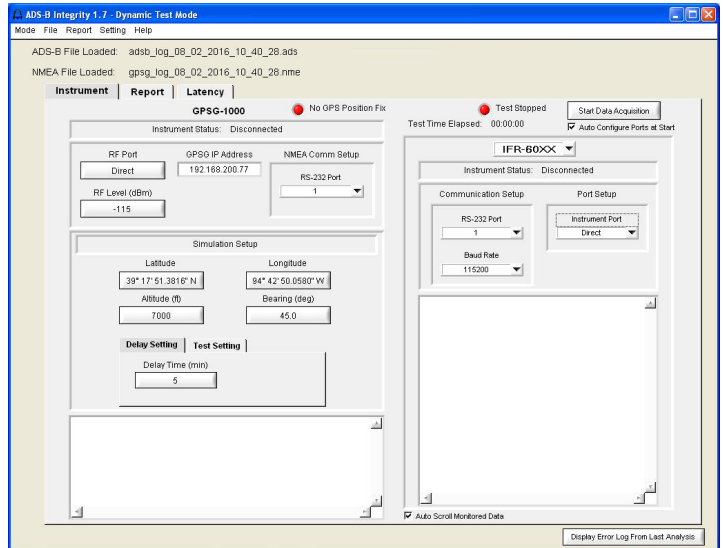 ADS-B Integrity 1.7 - Dynamic Test Mode
Mode File Report Setting Help
ADS-B File Loaded: adsb_log_08_02_2016_10_40_28.ads
NMEA File Loaded: gpsg_log_08_02_2016_10_40_28.nme
Instrument Report Latency
GPSG-1000 No GPS Position Fix
Instrument Status: Disconnected
RF Port
Direct
RF Level (dBm)
-115
GPSG IP Address
192.168.200.77
NMEA Comm Setup
RS-232 Port
1
Simulation Setup
Latitude
39° 17' 51.3816" N
Longitude
94° 42' 50.0580" W
Altitude (ft)
7000
Bearing (deg)
45.0
Delay Setting Test Setting
Delay Time (min)
5
Test Stopped
Start Data Acquisition
Test Time Elapsed: 00:00:00
Auto Configure Ports at Start
IFR-60XX
Instrument Status: Disconnected
Communication Setup
RS-232 Port
1
Baud Rate
115200
Port Setup
Instrument Port
Direct
Auto Scroll Monitored Data
Display Error Log From Last Analysis